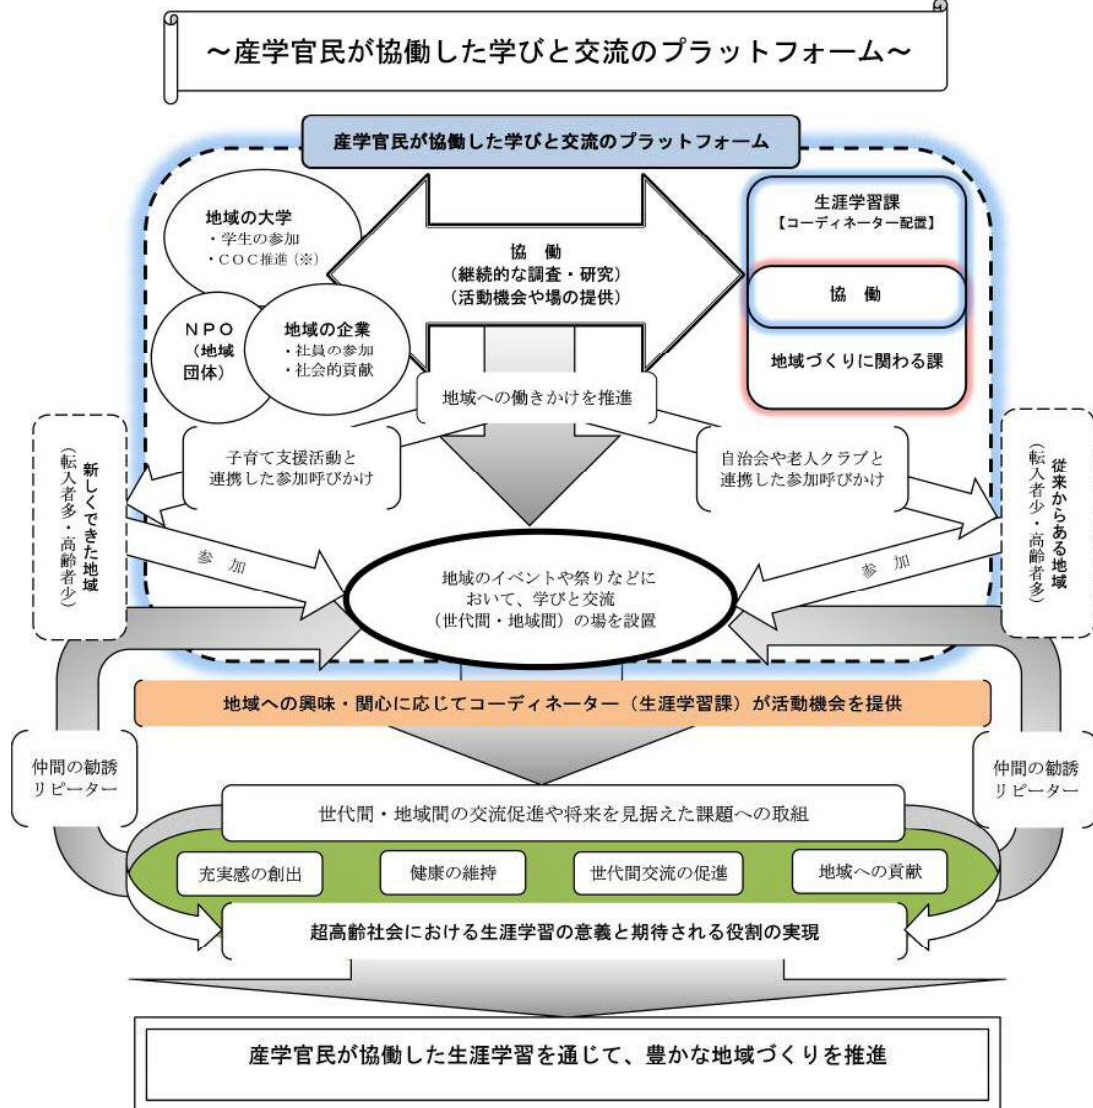 ～産学官民が協働した学びと交流のプラットフォーム～
産学官民が協働した学びと交流のプラットフォーム
地域の大学
・学生の参加
・ＣＯＣ推進（※）
ＮＰＯ
（地域
団体）
地域の企業
・社員の参加
・社会的貢献
協　働
（継続的な調査・研究）
（活動機会や場の提供）
生涯学習課
【コーディネーター配置】
協　働
地域づくりに関わる課
地域への働きかけを推進
子育て支援活動と
連携した参加呼びかけ
自治会や老人クラブと
連携した参加呼びかけ
新しくできた地域
（転入者多・高齢者少）
従来からある地域
（転入者少・高齢者多）
参　加
参　加
地域のイベントや祭りなどに
おいて、学びと交流
（世代間・地域間）の場を設置
地域への興味・関心に応じてコーディネーター（生涯学習課）が活動機会を提供
仲間の勧誘
リピーター
仲間の勧誘
リピーター
世代間・地域間の交流促進や将来を見据えた課題への取組
充実感の創出
健康の維持
世代間交流の促進
地域への貢献
超高齢社会における生涯学習の意義と期待される役割の実現
産学官民が協働した生涯学習を通じて、豊かな地域づくりを推進